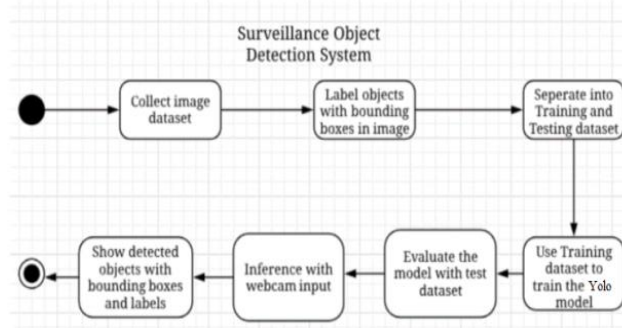 Surveillance Object
Detection System
Collect image
dataset
Label objects
with bounding
boxes in image
Seperate into
Training and
Testing dataset
Show detected
objects with
bounding boxes
and labels
Inference with
webcam input
Evaluate the
model with test
dataset
Use Training
dataset to
train the Yolo
model